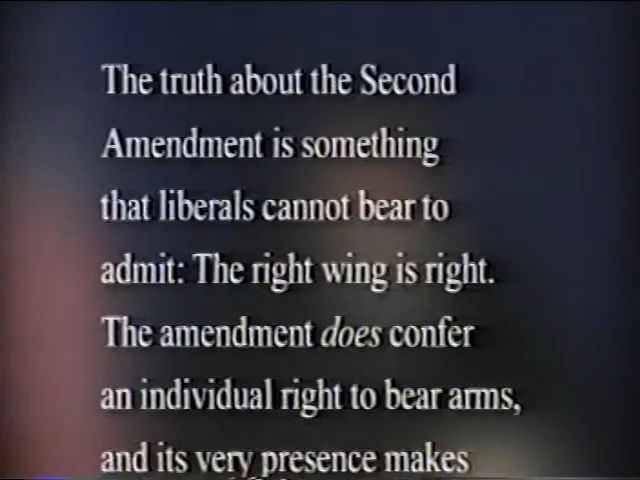 The truth about the Second
Amendment is something
that liberals cannot bear to
admit: The right wing is right.
The amendment does confer
an individual right to bear arms,
and its very presence makes